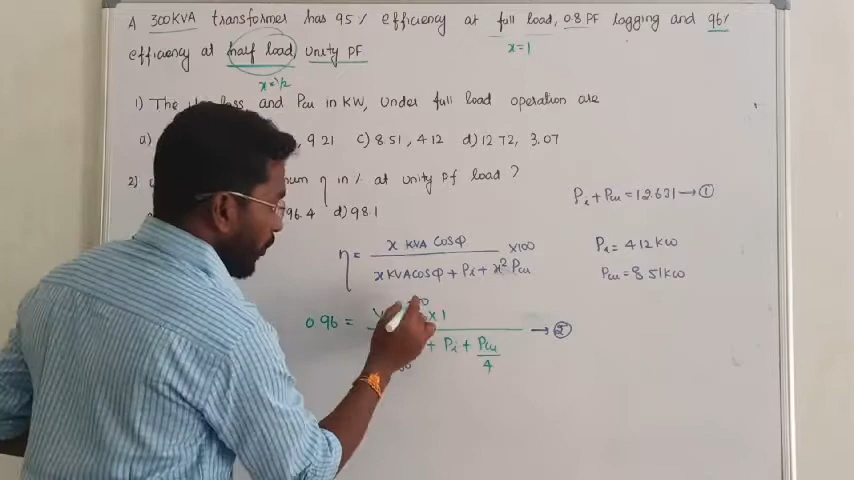 A 300KVA transformer has 95% efficiency at full load, 0.8 PF lagging and 96%
x=1
efficiency at half load, unity PF
x=1/2
1) The loss, and Pcu in KW, Under full load operation are
a) , 9 21 c) 8.51, 4 12 d) 12 72, 3.07
2) η in % at unity pf load ?
96.4 d) 98.1
Pi + Pcu = 12.631 → ①
η = x KVA COSφ / xKVACOSφ + Pi + x² Pcu ×100
Pi = 4 12 KW
Pcu = 8 51 KW
0 96 = ×1 / + Pi + Pcu/4 → ②